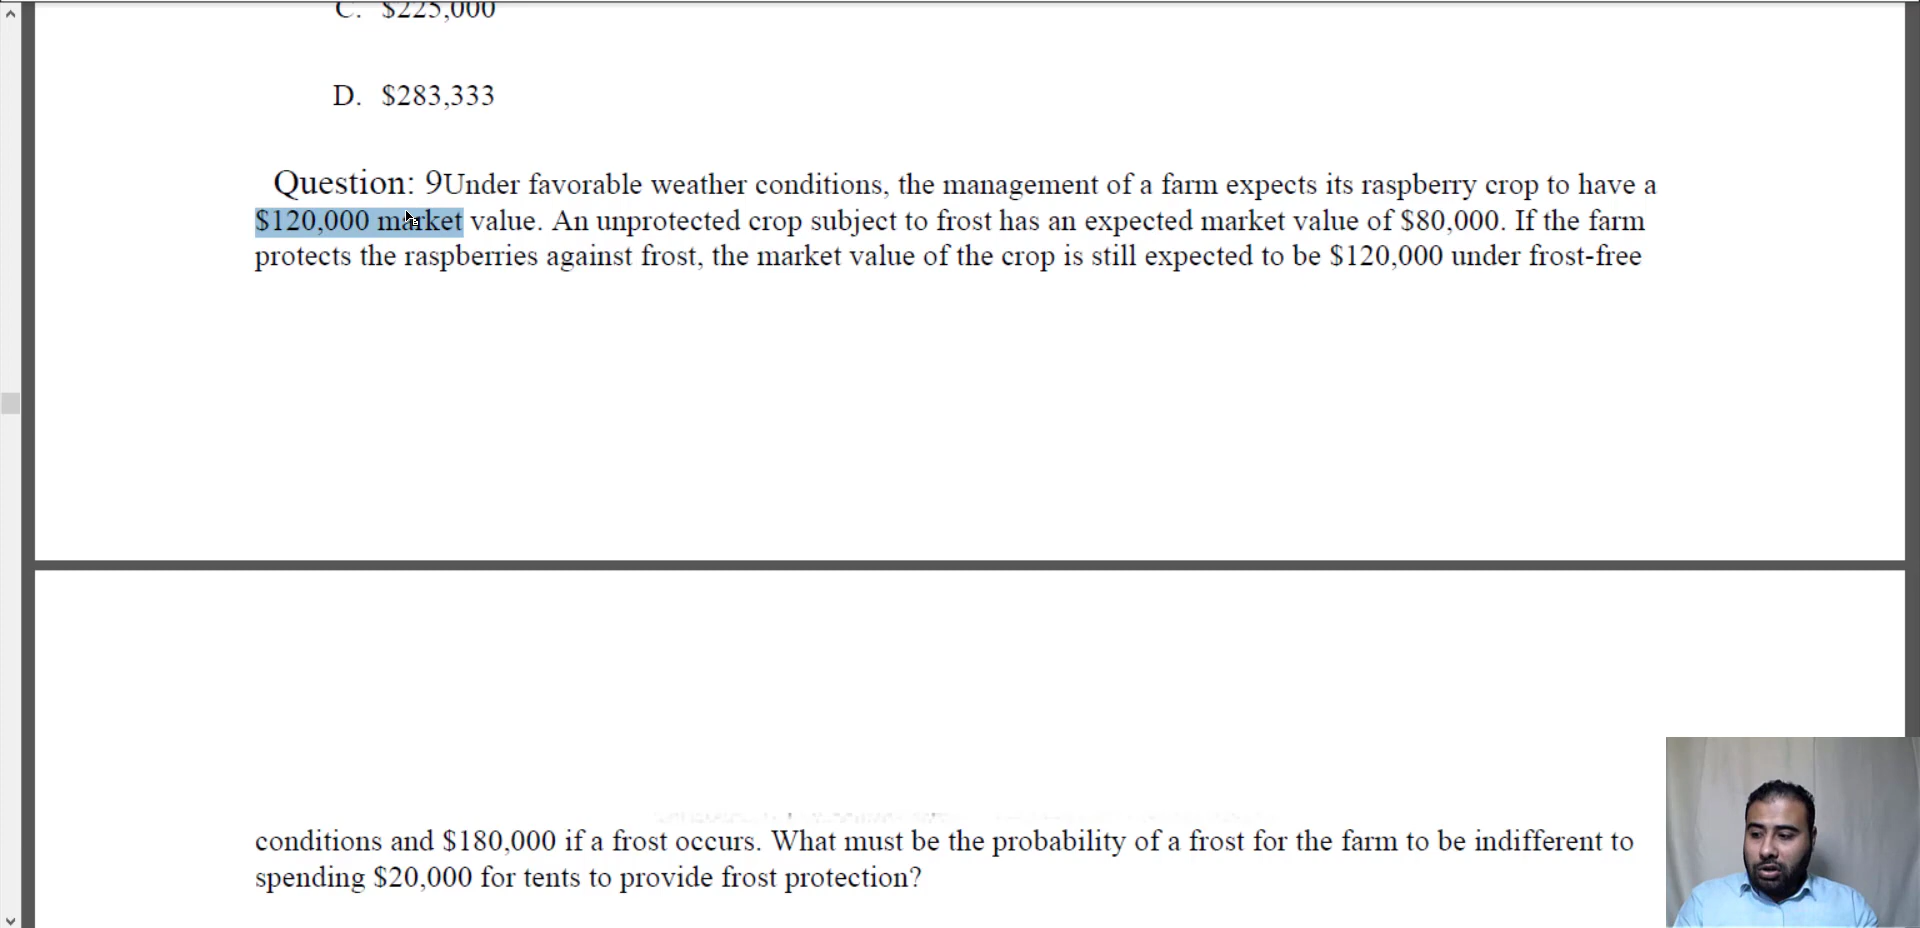 C. $225,000
D. $283,333
Question: 9Under favorable weather conditions, the management of a farm expects its raspberry crop to have a
$120,000 market value. An unprotected crop subject to frost has an expected market value of $80,000. If the farm
protects the raspberries against frost, the market value of the crop is still expected to be $120,000 under frost-free
conditions and $180,000 if a frost occurs. What must be the probability of a frost for the farm to be indifferent to
spending $20,000 for tents to provide frost protection?